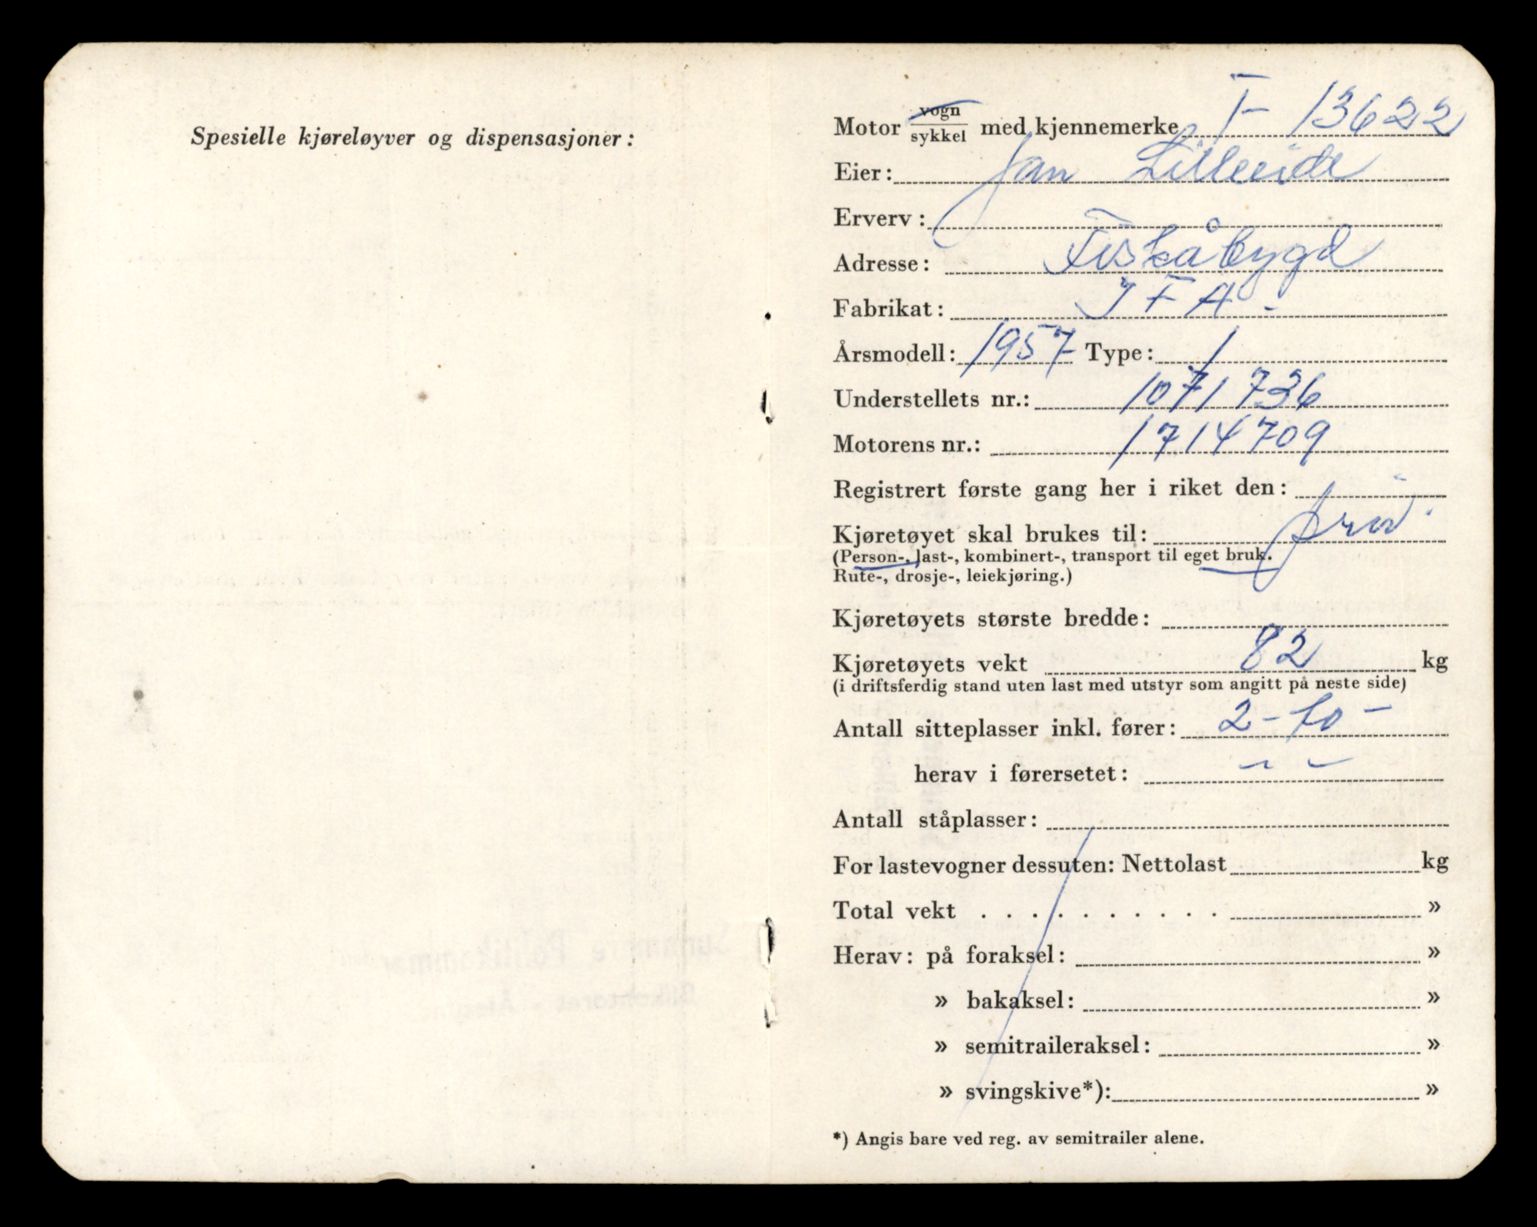 Spesielle kjøreløyver og dispensasjoner:
Motor vogn/sykkel med kjennemerke T- 13622
Eier: Jan Lilleeide
Erverv:
Adresse: Fiskåbygd
Fabrikat: IFA -
Årsmodell: 1957 Type: 1
Understellets nr.: 1071736
Motorens nr.: 1714709
Registrert første gang her i riket den:
Kjøretøyet skal brukes til: priv.
(Person-, last-, kombinert-, transport til eget bruk.
Rute-, drosje-, leiekjøring.)
Kjøretøyets største bredde:
Kjøretøyets vekt 82 kg
(i driftsferdig stand uten last med utstyr som angitt på neste side)
Antall sitteplasser inkl. fører: 2 - to -
herav i førersetet:
Antall ståplasser:
For lastevogner dessuten: Nettolast kg
Total vekt . . . . . . . . . . »
Herav: på foraksel: »
» bakaksel: »
» semitraileraksel: »
» svingskive*): »
*) Angis bare ved reg. av semitrailer alene.